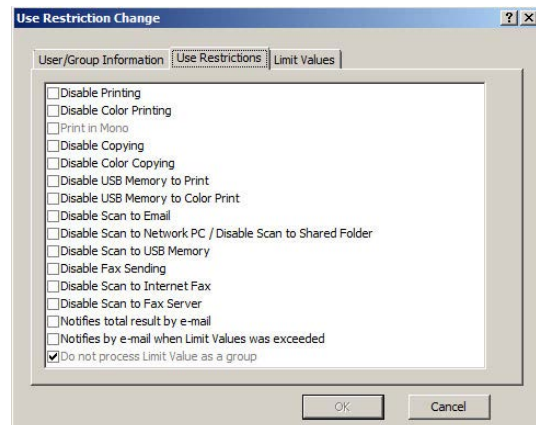 Use Restriction Change
User/Group Information Use Restrictions Limit Values
Disable Printing
Disable Color Printing
Print in Mono
Disable Copying
Disable Color Copying
Disable USB Memory to Print
Disable USB Memory to Color Print
Disable Scan to Email
Disable Scan to Network PC / Disable Scan to Shared Folder
Disable Scan to USB Memory
Disable Fax Sending
Disable Scan to Internet Fax
Disable Scan to Fax Server
Notifies total result by e-mail
Notifies by e-mail when Limit Values was exceeded
Do not process Limit Value as a group
OK Cancel